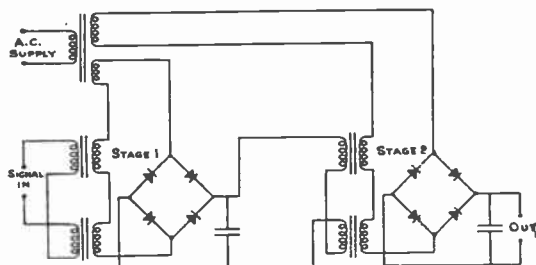 A.C.
SUPPLY
STAGE 1
STAGE 2
SIGNAL
IN
OUT